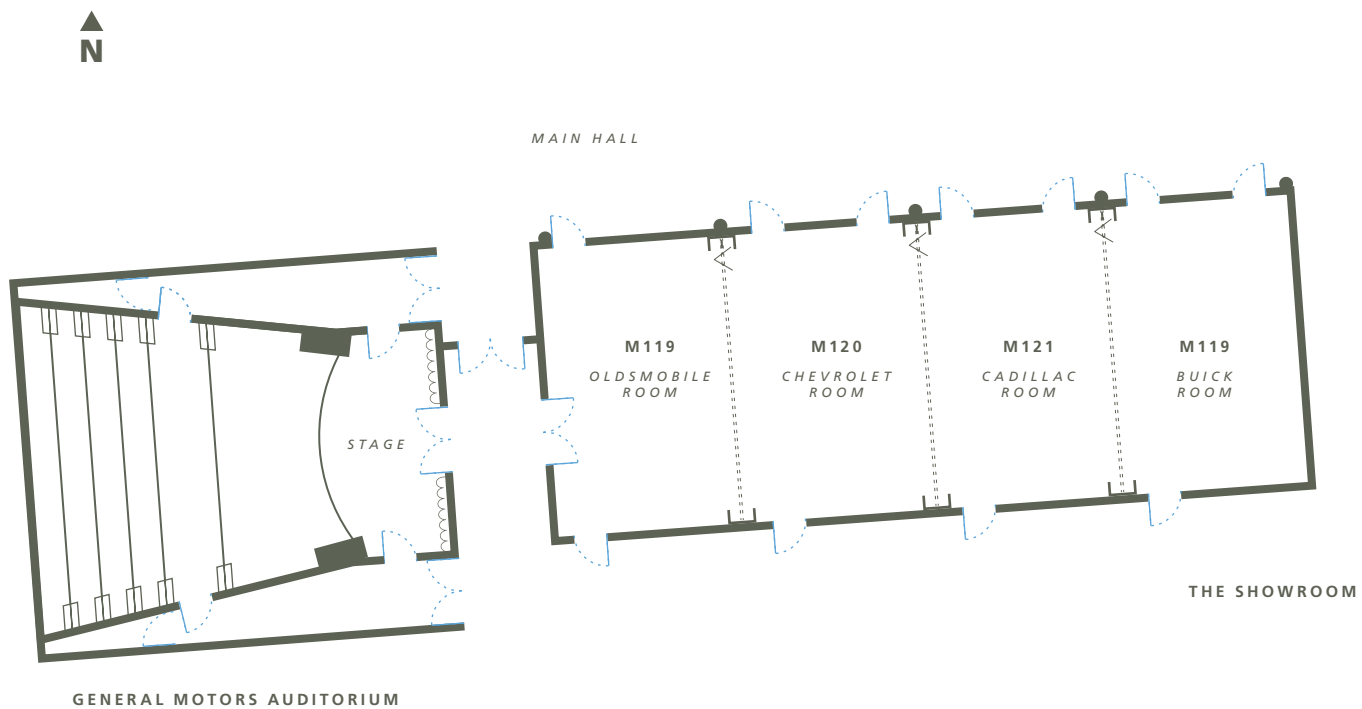 N
MAIN HALL
M119
OLDSMOBILE
ROOM
M120
CHEVROLET
ROOM
M121
CADILLAC
ROOM
M119
BUICK
ROOM
STAGE
THE SHOWROOM
GENERAL MOTORS AUDITORIUM